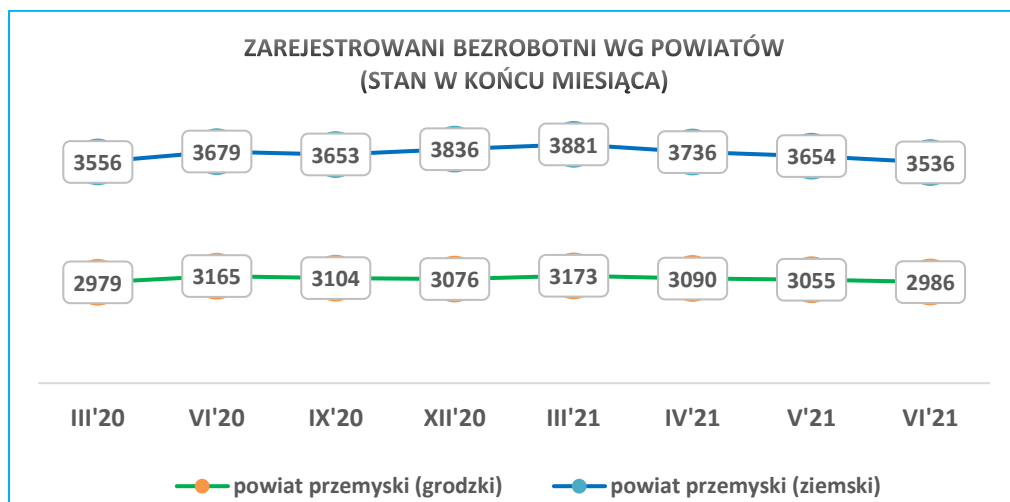 ZAREJESTROWANI BEZROBOTNI WG POWIATÓW
(STAN W KOŃCU MIESIĄCA)
3556 3679 3653 3836 3881 3736 3654 3536
2979 3165 3104 3076 3173 3090 3055 2986
III'20 VI'20 IX'20 XII'20 III'21 IV'21 V'21 VI'21
powiat przemyski (grodzki) powiat przemyski (ziemski)